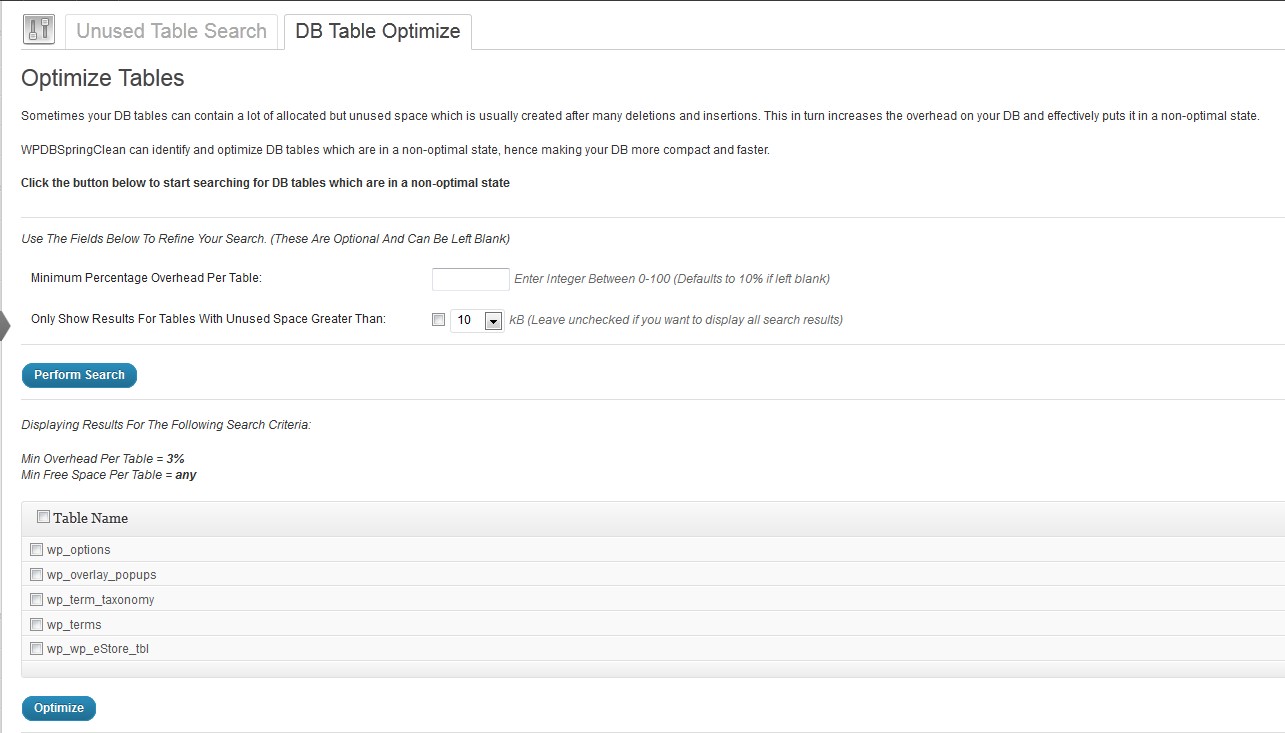 Unused Table Search
DB Table Optimize
Optimize Tables
Sometimes your DB tables can contain a lot of allocated but unused space which is usually created after many deletions and insertions. This in turn increases the overhead on your DB and effectively puts it in a non-optimal state.
WPDBSpringClean can identify and optimize DB tables which are in a non-optimal state, hence making your DB more compact and faster.
Click the button below to start searching for DB tables which are in a non-optimal state
Use The Fields Below To Refine Your Search. (These Are Optional And Can Be Left Blank)
Minimum Percentage Overhead Per Table:
Enter Integer Between 0-100 (Defaults to 10% if left blank)
Only Show Results For Tables With Unused Space Greater Than:
10
kB (Leave unchecked if you want to display all search results)
Perform Search
Displaying Results For The Following Search Criteria:
Min Overhead Per Table = 3%
Min Free Space Per Table = any
Table Name
wp_options
wp_overlay_popups
wp_term_taxonomy
wp_terms
wp_wp_eStore_tbl
Optimize